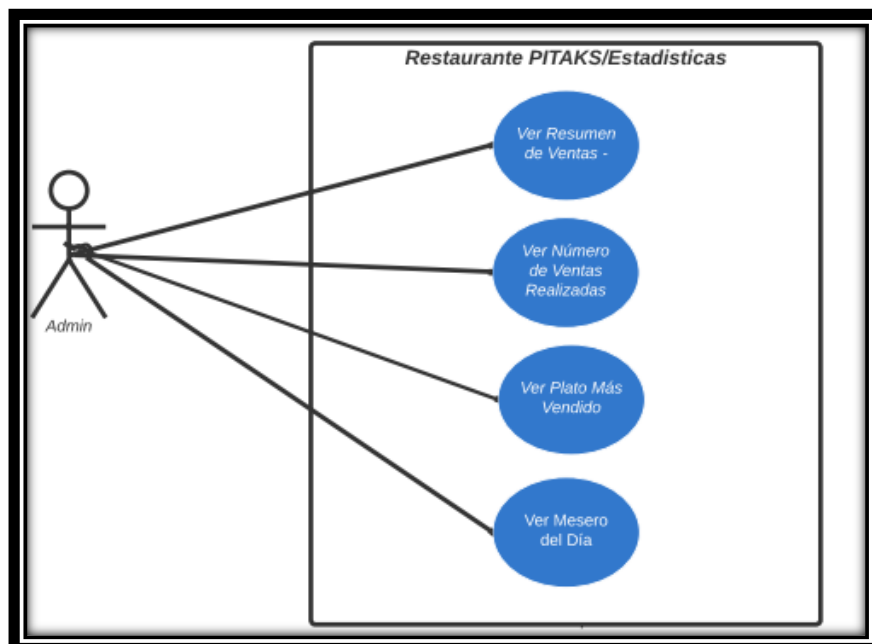 Restaurante PITAKS/Estadisticas
Ver Resumen
de Ventas -
Ver Número
de Ventas
Realizadas
Admin
Ver Plato Más
Vendido
Ver Mesero
del Día